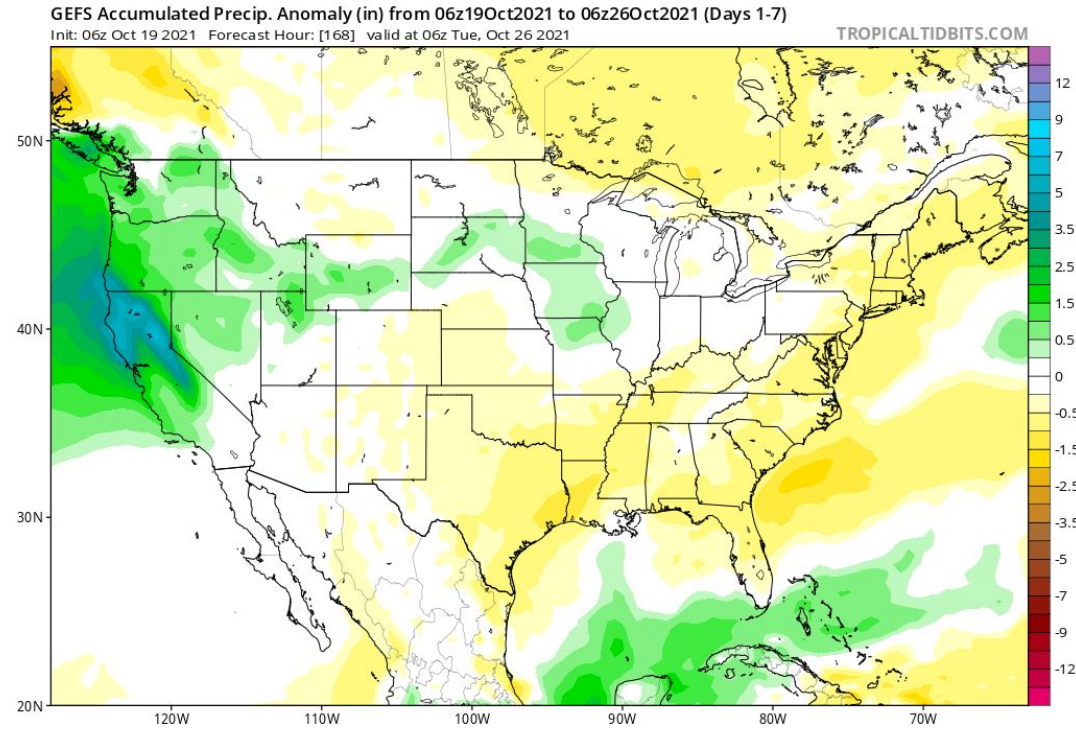 GEFS Accumulated Precip. Anomaly (in) from 06z19Oct2021 to 06z26Oct2021 (Days 1-7)
Init: 06z Oct 19 2021 Forecast Hour: [168] valid at 06z Tue, Oct 26 2021
TROPICALTIDBITS.COM
50N
40N
30N
20N
120W
110W
100W
90W
80W
70W
12
9
7
5
3.5
2.5
1.5
0.5
0
-0.5
-1.5
-2.5
-3.5
-5
-7
-9
-12